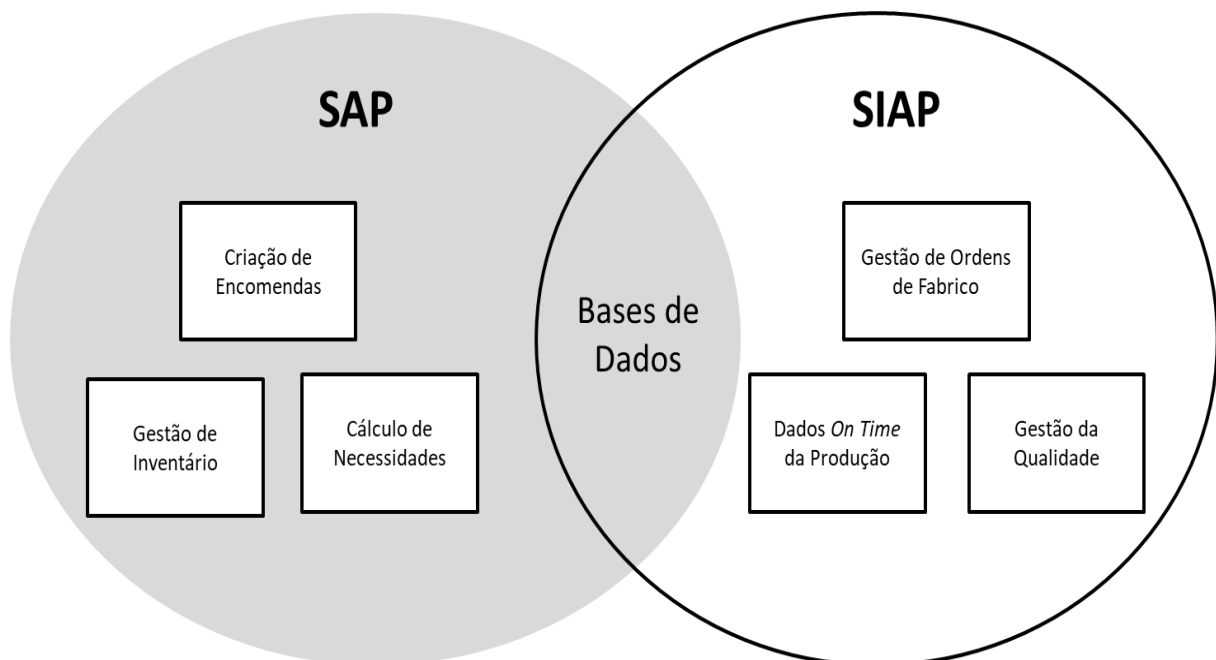 SAP
SIAP
Criação de
Encomendas
Gestão de
Inventário
Cálculo de
Necessidades
Bases de
Dados
Gestão de Ordens
de Fabrico
Dados On Time
da Produção
Gestão da
Qualidade